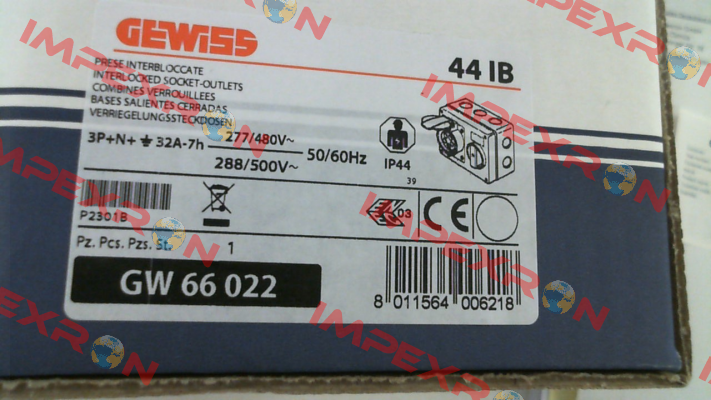 GEWISS
44 IB
PRESE INTERBLOCCATE
INTERLOCKED SOCKET-OUTLETS
COMBINES VERROUILLEES
BASES SALIENTES CERRADAS
VERRIEGELUNGSSTECKDOSEN
3P+N+⏚ 32A-7h 277/480V~ 288/500V~ 50/60Hz
IP44
39
P2301B
03
CE
Pz. Pcs. Pzs. St. 1
GW 66 022
8 011564 006218
IMPEXRON